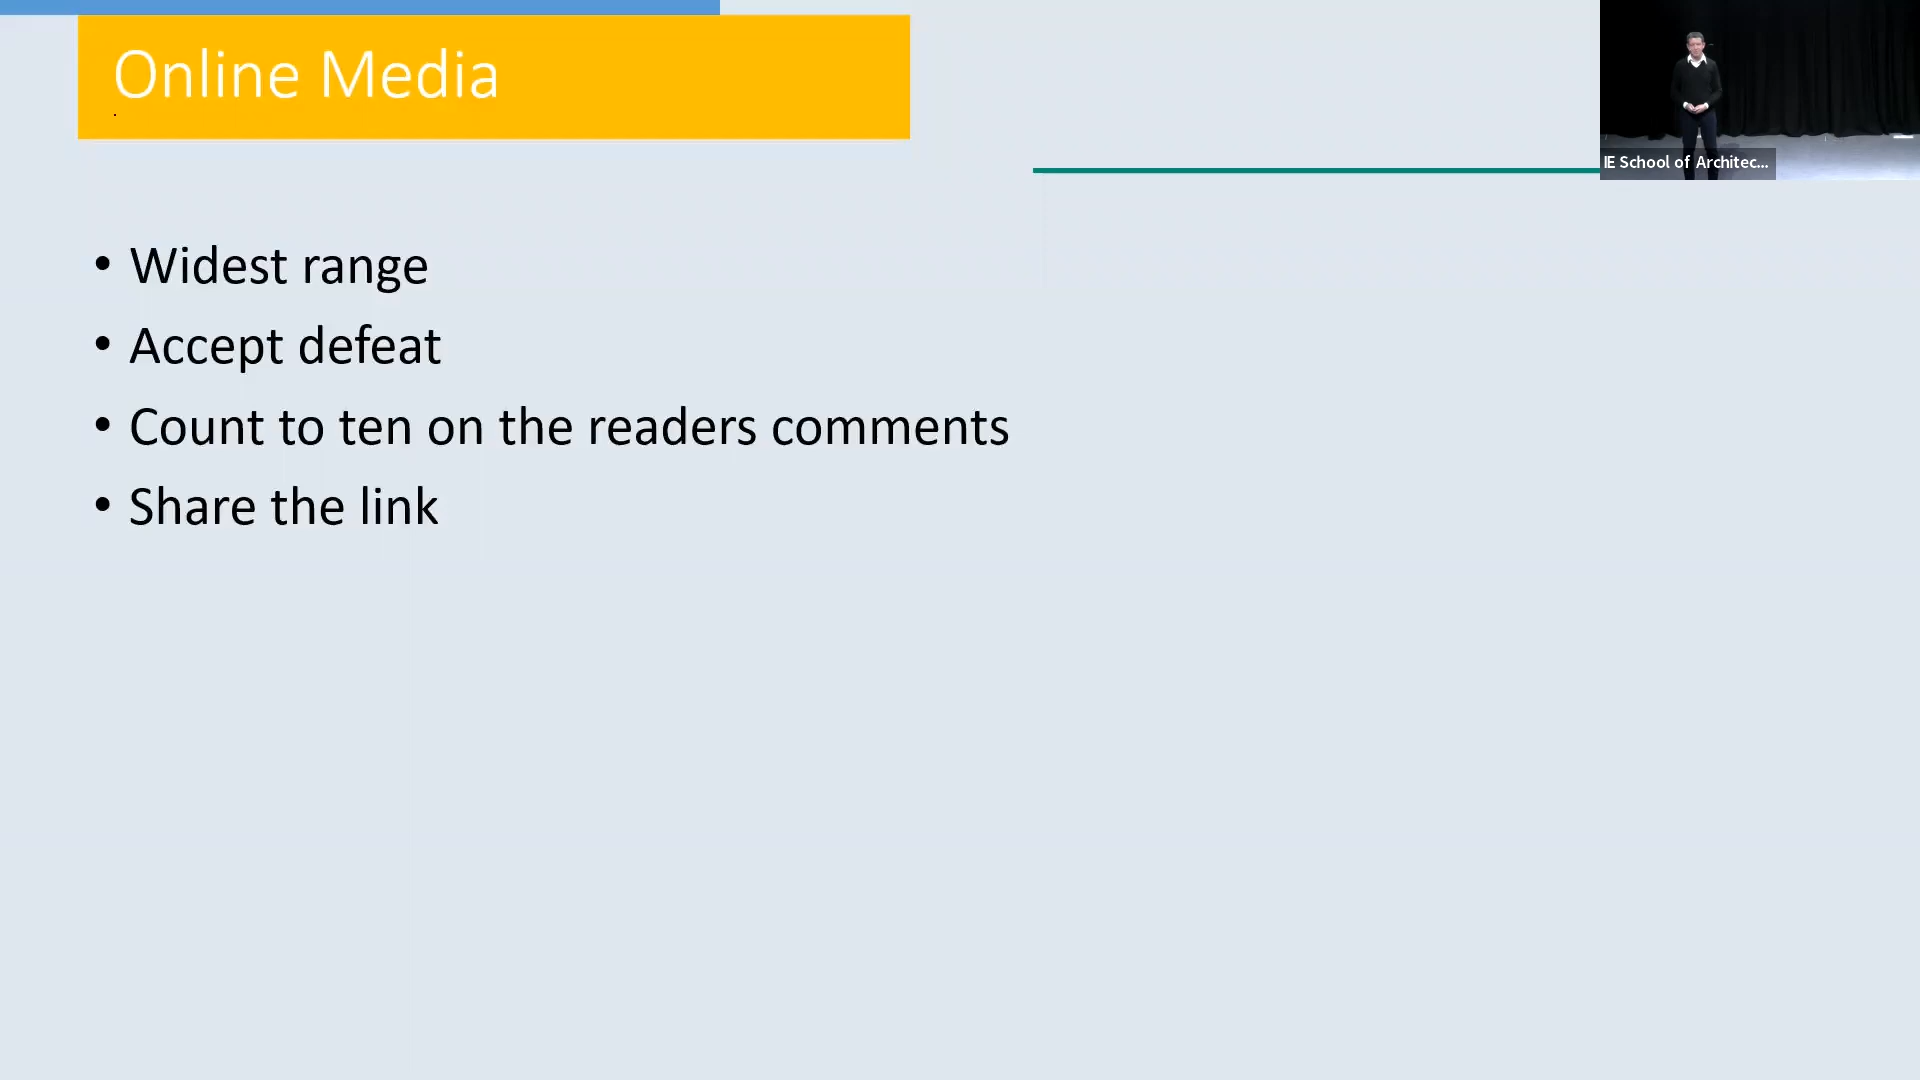 Online Media
.
IE School of Architec...
• Widest range
• Accept defeat
• Count to ten on the readers comments
• Share the link